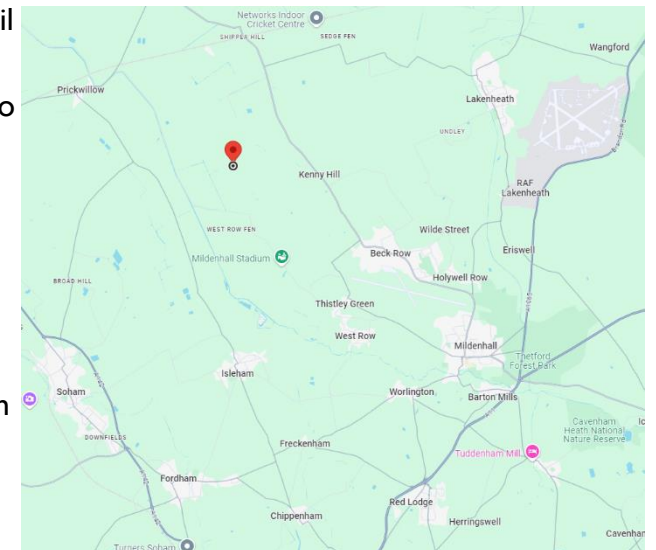 il
Networks Indoor
Cricket Centre
SHIPPEA HILL
SEDGE FEN
Wangford
Prickwillow
Lakenheath
o
UNDLEY
Brandon Rd
Kenny Hill
RAF
Lakenheath
WEST ROW FEN
Wilde Street
Mildenhall Stadium
Beck Row
Eriswell
Holywell Row
BROAD HILL
Thistley Green
West Row
Mildenhall
Thetford
Forest Park
Isleham
Soham
Worlington
Barton Mills
n
DOWNFIELDS
Cavenham
Heath National
Nature Reserve
Freckenham
Tuddenham Mill
Fordham
Red Lodge
Chippenham
Herringswell
Cavenham
Turners Soham